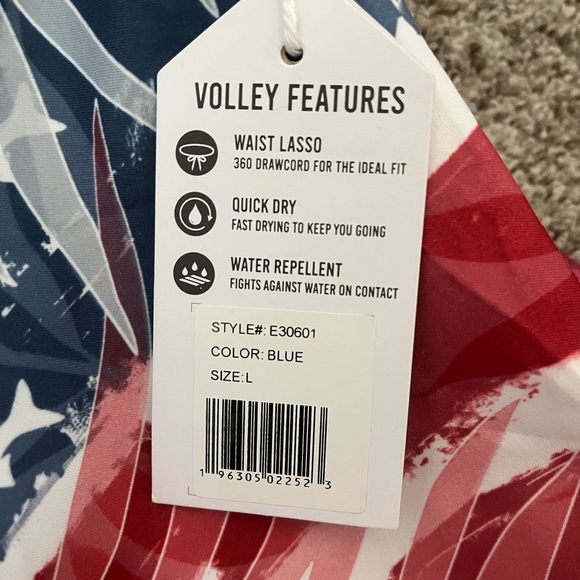 VOLLEY FEATURES
WAIST LASSO
360 DRAWCORD FOR THE IDEAL FIT
QUICK DRY
FAST DRYING TO KEEP YOU GOING
WATER REPELLENT
FIGHTS AGAINST WATER ON CONTACT
STYLE#: E30601
COLOR: BLUE
SIZE: L
1 96305 02252 3